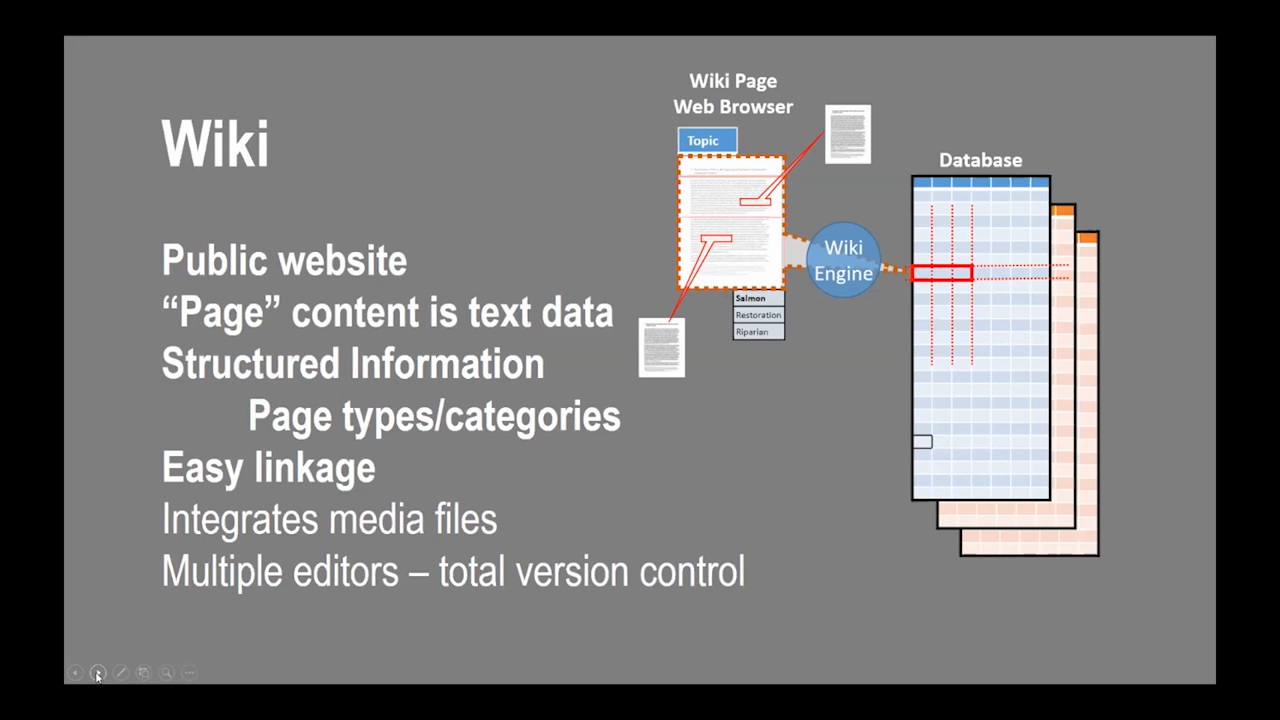 Wiki
Public website
“Page” content is text data
Structured Information
Page types/categories
Easy linkage
Integrates media files
Multiple editors – total version control
Wiki Page
Web Browser
Topic
Salmon
Restoration
Riparian
Wiki
Engine
Database